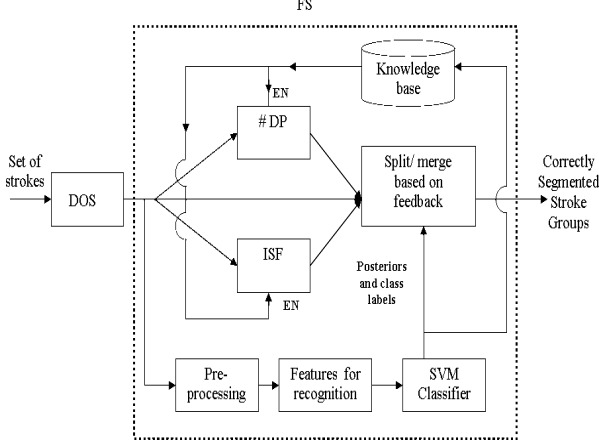 FS
Knowledge
base
EN
# DP
Set of
strokes
DOS
Split/ merge
based on
feedback
Correctly
Segmented
Stroke
Groups
ISF
EN
Posteriors
and class
labels
Pre-
processing
Features for
recognition
SVM
Classifier